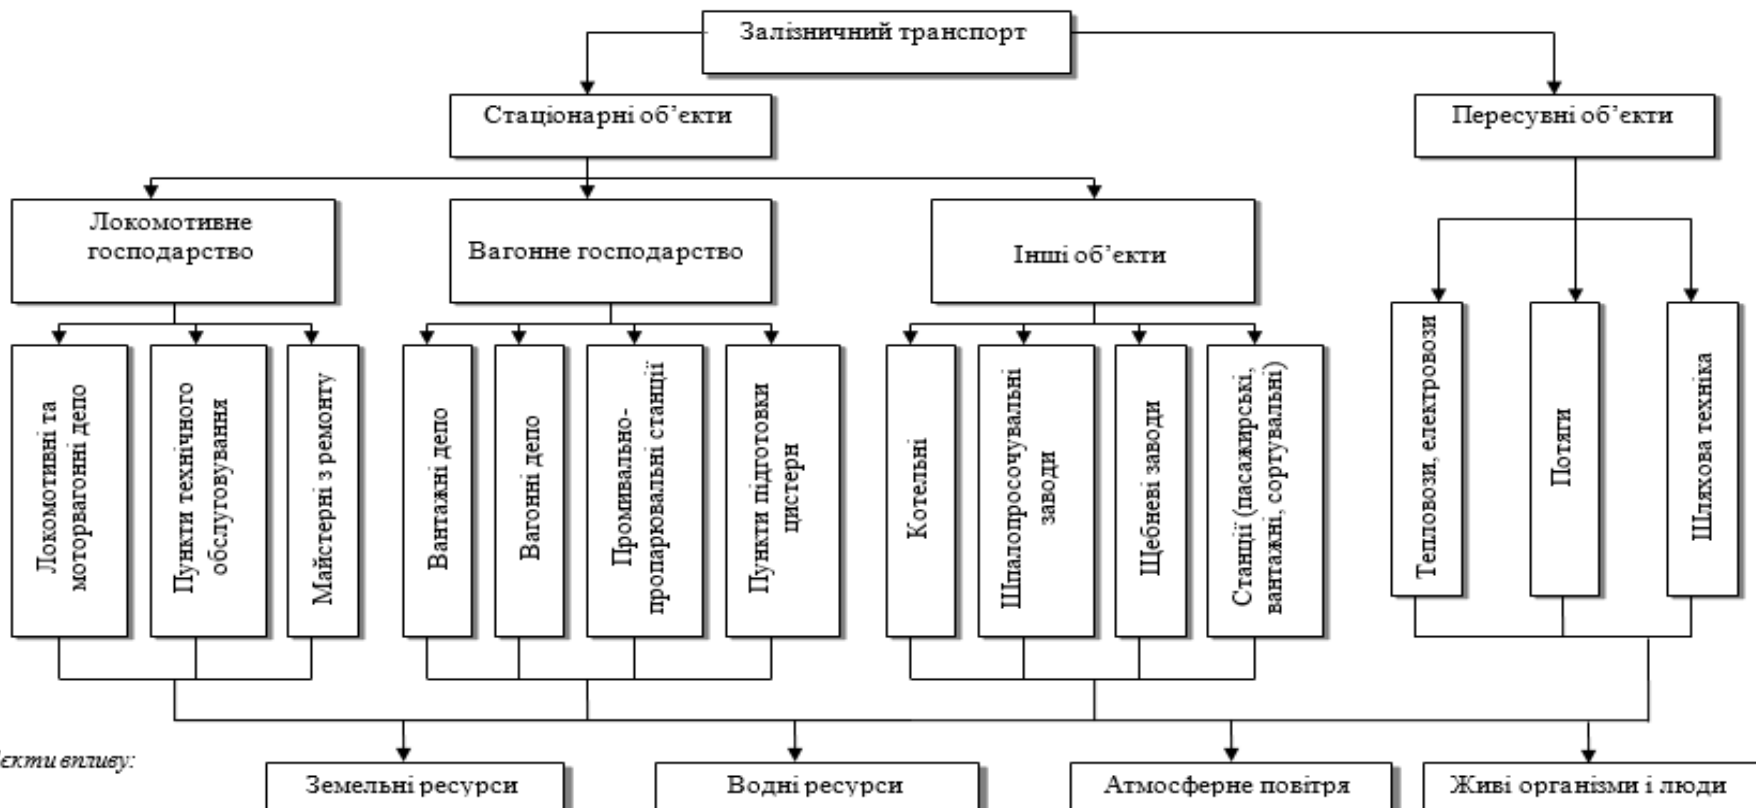 Залізничний транспорт
Стаціонарні об’єкти
Пересувні об’єкти
Локомотивне
господарство
Вагонне господарство
Інші об’єкти
Локомотивні та
моторвагонні депо
Пункти технічного
обслуговування
Майстерні з ремонту
Вантажні депо
Вагонні депо
Промивально-
пропарювальні станції
Пункти підготовки
цистерн
Котельні
Шпалопросочувальні
заводи
Щебневі заводи
Станції (пасажирські,
вантажні, сортувальні)
Тепловози, електровози
Потяги
Шляхова техніка
єкти впливу:
Земельні ресурси
Водні ресурси
Атмосферне повітря
Живі організми і люди